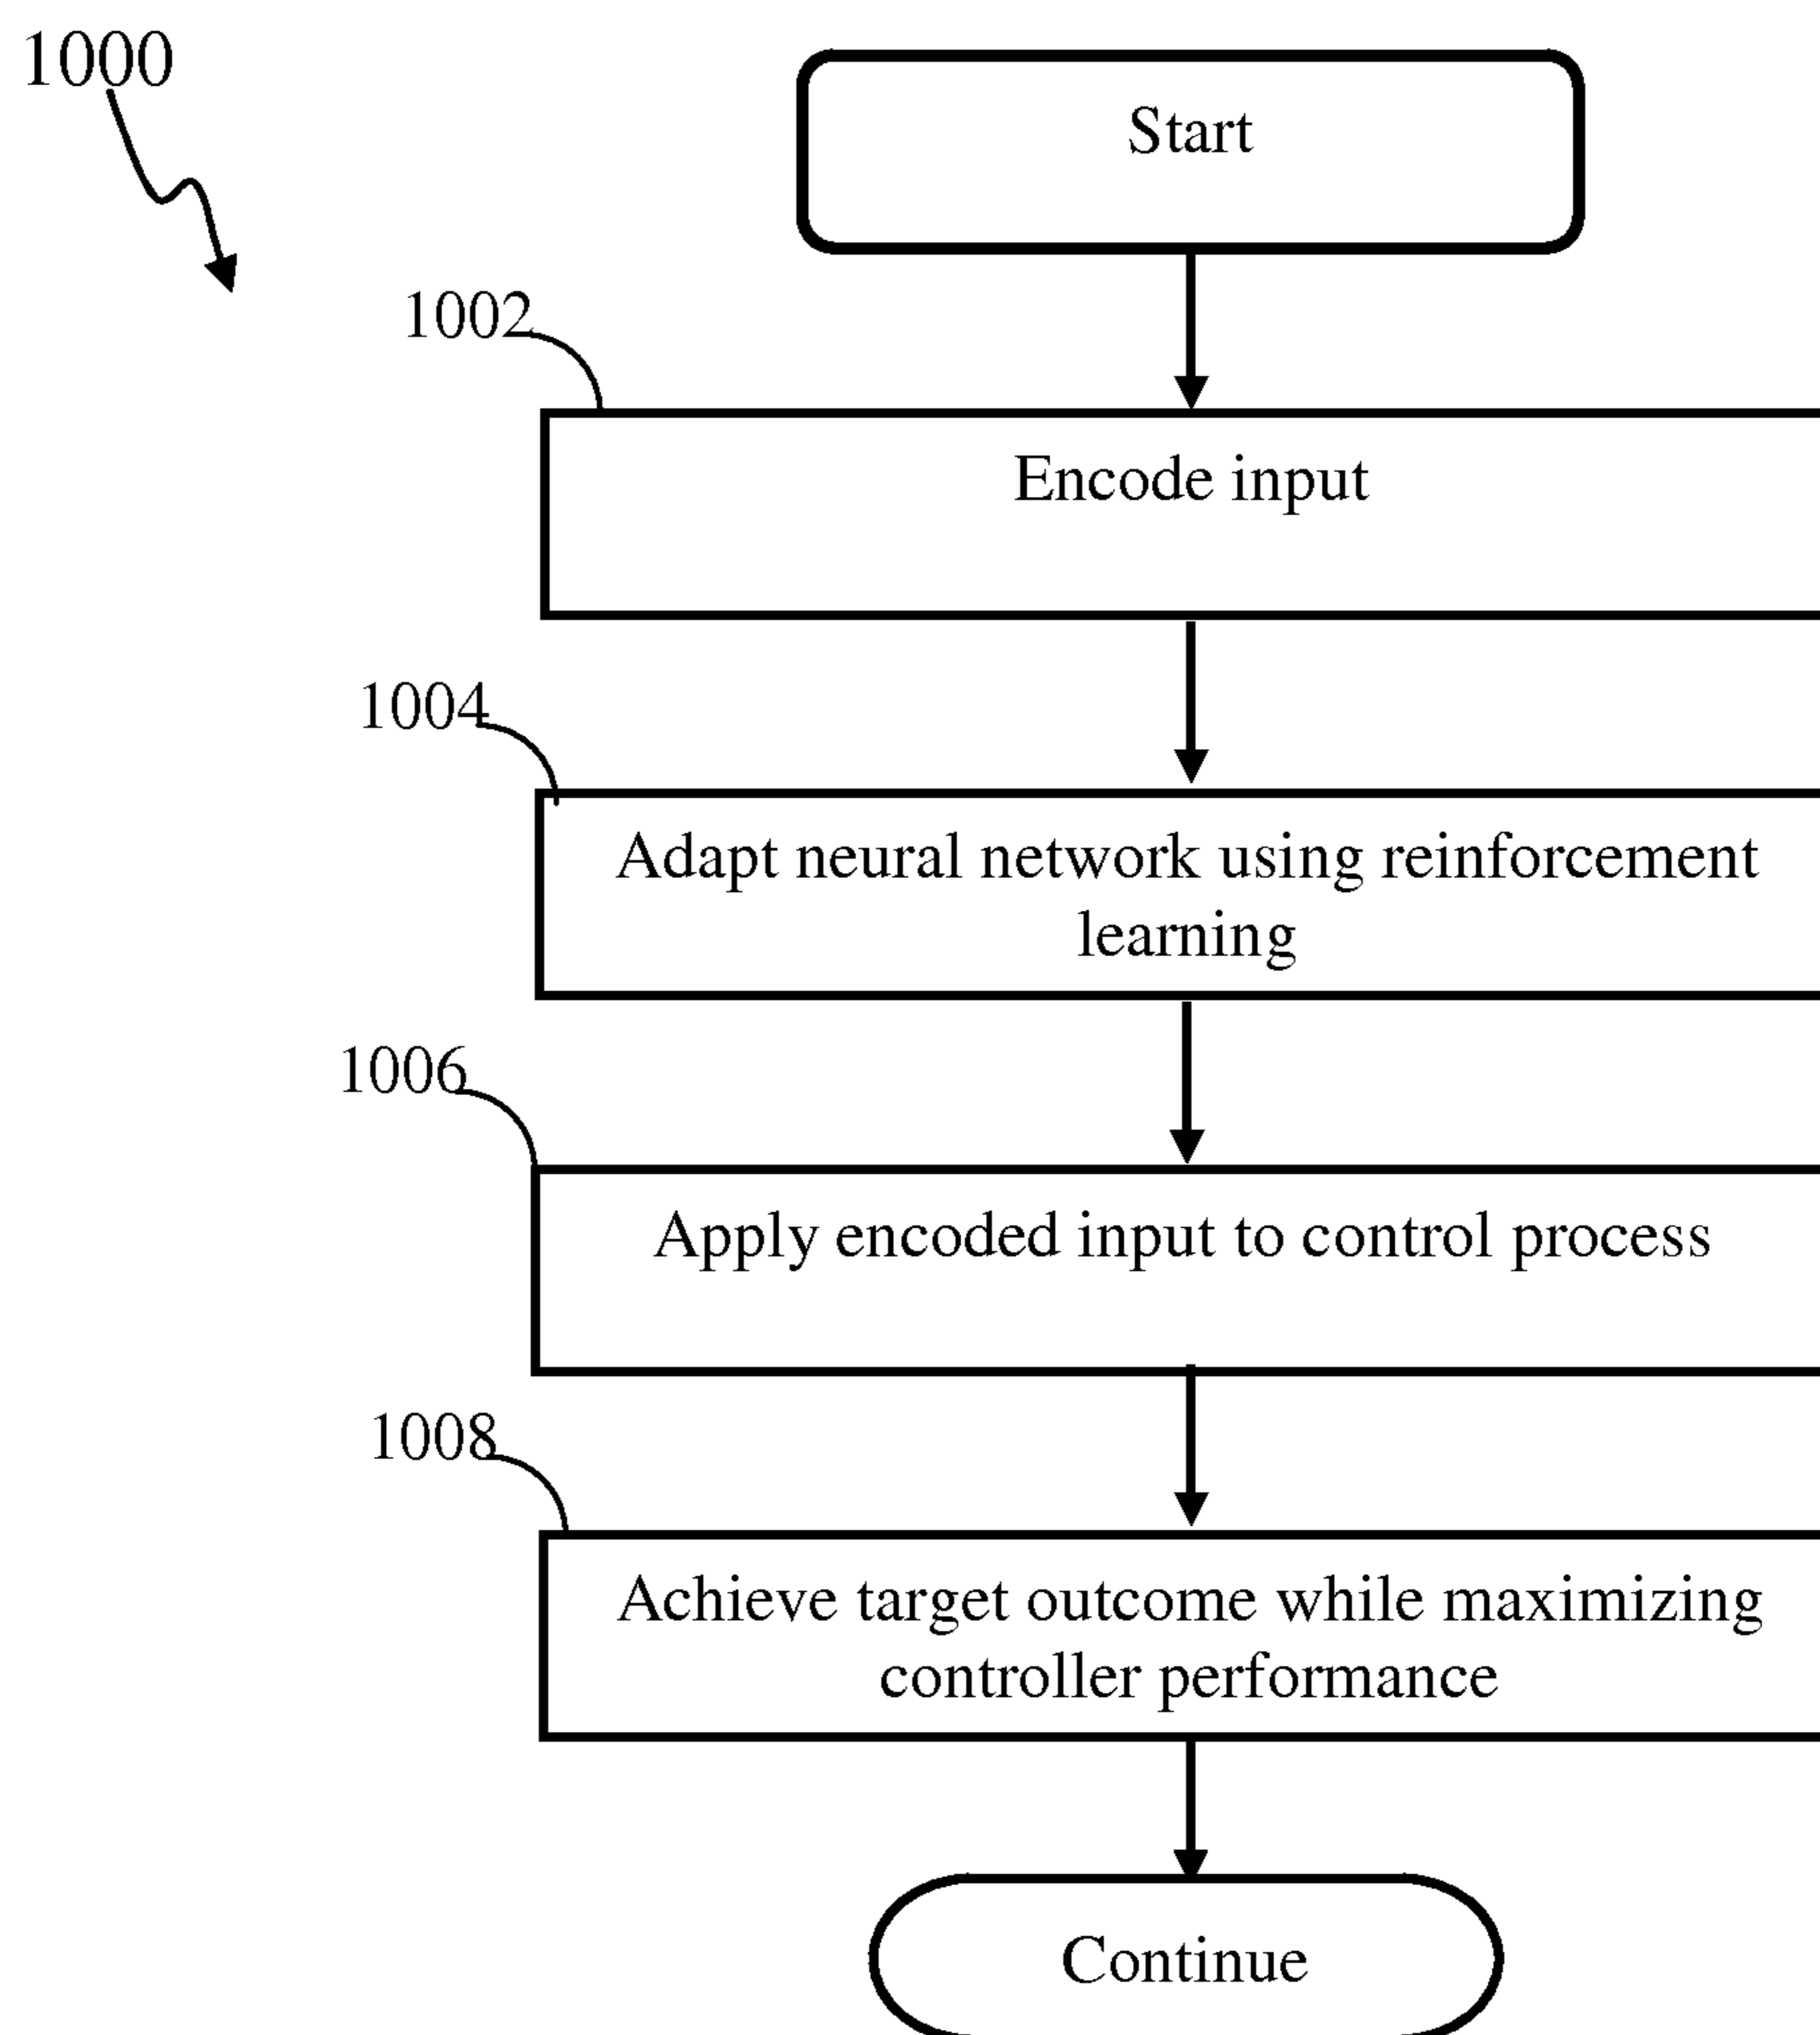 1000
Start
1002
Encode input
1004
Adapt neural network using reinforcement
learning
1006
Apply encoded input to control process
1008
Achieve target outcome while maximizing
controller performance
Continue